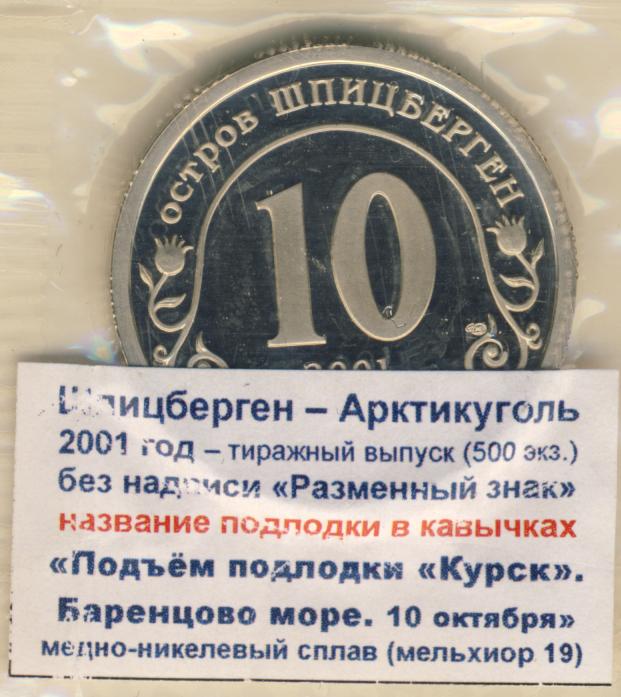 остров ШПИЦБЕРГЕН
10
2001
Шпицберген – Арктикуголь
2001 год – тиражный выпуск (500 экз.)
без надписи «Разменный знак»
название подлодки в кавычках
«Подъём подлодки «Курск».
Баренцово море. 10 октября»
медно-никелевый сплав (мельхиор 19)